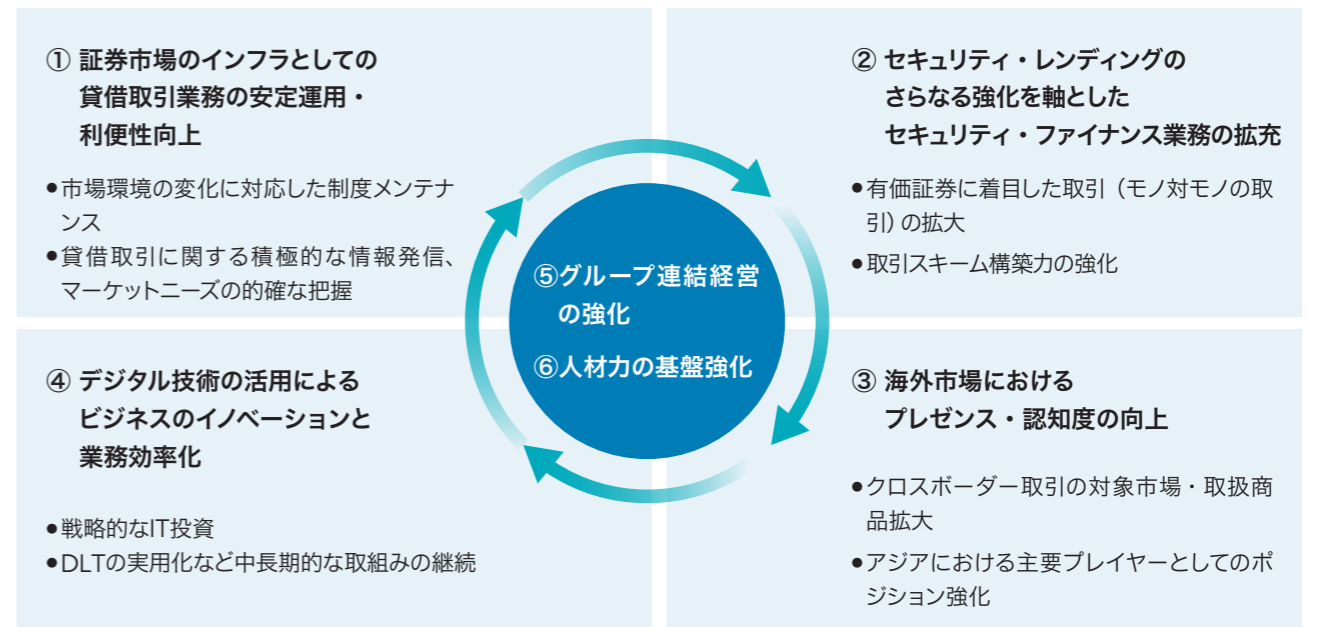 ① 証券市場のインフラとしての
貸借取引業務の安定運用・
利便性向上
●市場環境の変化に対応した制度メンテナ
ンス
●貸借取引に関する積極的な情報発信、
マーケットニーズの的確な把握
② セキュリティ・レンディングの
さらなる強化を軸とした
セキュリティ・ファイナンス業務の拡充
●有価証券に着目した取引（モノ対モノの取
引）の拡大
●取引スキーム構築力の強化
⑤グループ連結経営
の強化
⑥人材力の基盤強化
④ デジタル技術の活用による
ビジネスのイノベーションと
業務効率化
●戦略的なIT投資
●DLTの実用化など中長期的な取組みの継続
③ 海外市場における
プレゼンス・認知度の向上
●クロスボーダー取引の対象市場・取扱商
品拡大
●アジアにおける主要プレイヤーとしてのポ
ジション強化